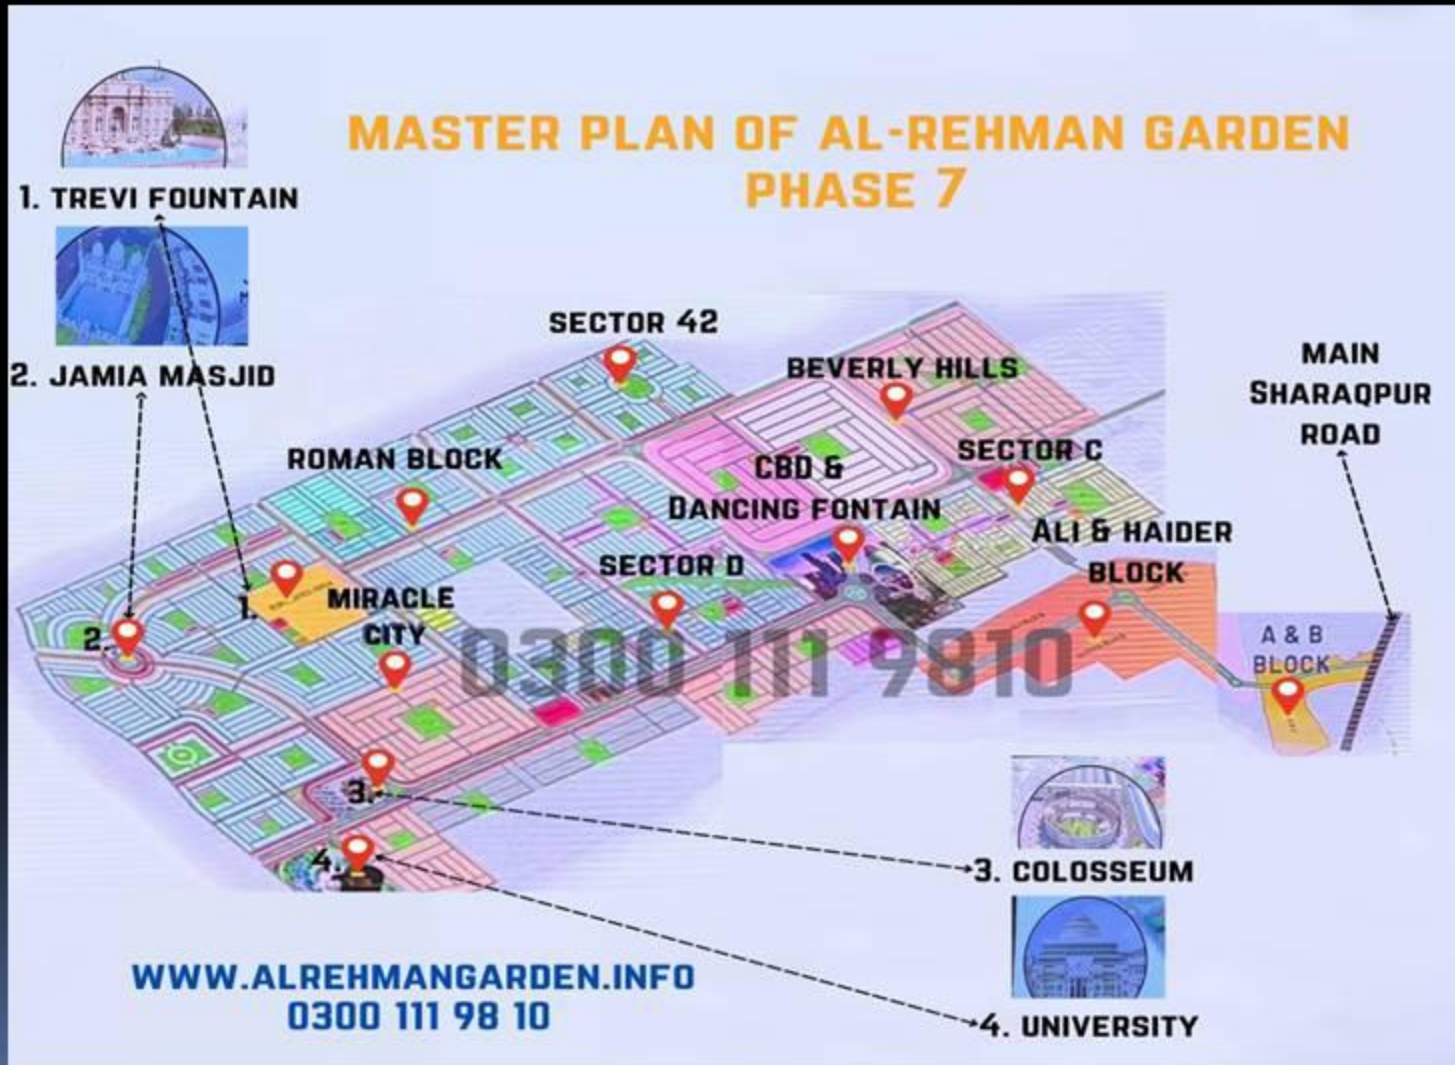 MASTER PLAN OF AL-REHMAN GARDEN
PHASE 7
1. TREVI FOUNTAIN
2. JAMIA MASJID
SECTOR 42
BEVERLY HILLS
MAIN
SHARAQPUR
ROAD
ROMAN BLOCK
CBD &
DANCING FONTAIN
SECTOR C
ALI & HAIDER
BLOCK
SECTOR D
MIRACLE
CITY
1.
2.
A & B
BLOCK
0300 111 9810
3.
4.
3. COLOSSEUM
4. UNIVERSITY
WWW.ALREHMANGARDEN.INFO
0300 111 98 10